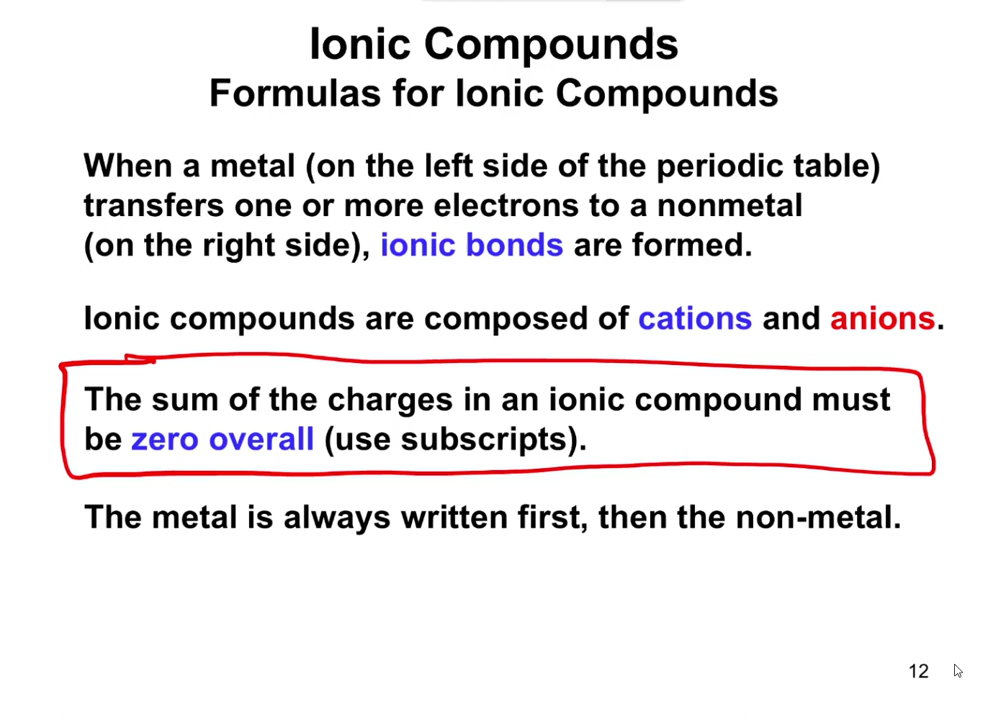 Ionic Compounds
Formulas for Ionic Compounds
When a metal (on the left side of the periodic table)
transfers one or more electrons to a nonmetal
(on the right side), ionic bonds are formed.
Ionic compounds are composed of cations and anions.
The sum of the charges in an ionic compound must
be zero overall (use subscripts).
The metal is always written first, then the non-metal.
12